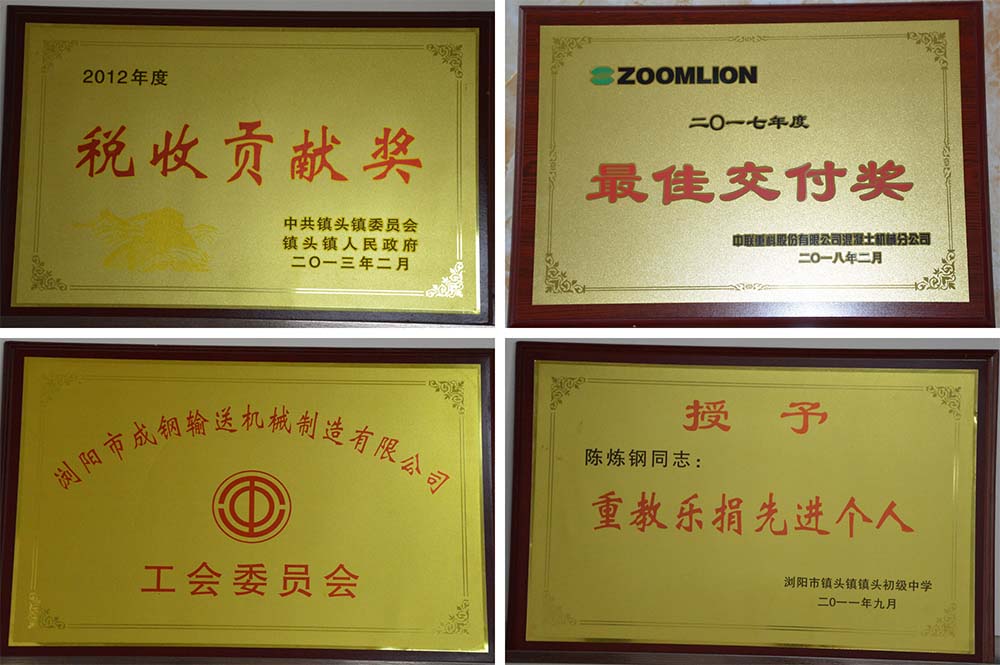 2012年度
税收贡献奖
中共镇头镇委员会
镇头镇人民政府
二〇一三年二月
ZOOMLION
二〇一七年度
最佳交付奖
中联重科股份有限公司混凝土机械分公司
二〇一八年二月
浏阳市成钢输送机械制造有限公司
工会委员会
授予
陈炼钢同志：
重教乐捐先进个人
浏阳市镇头镇镇头初级中学
二〇一一年九月